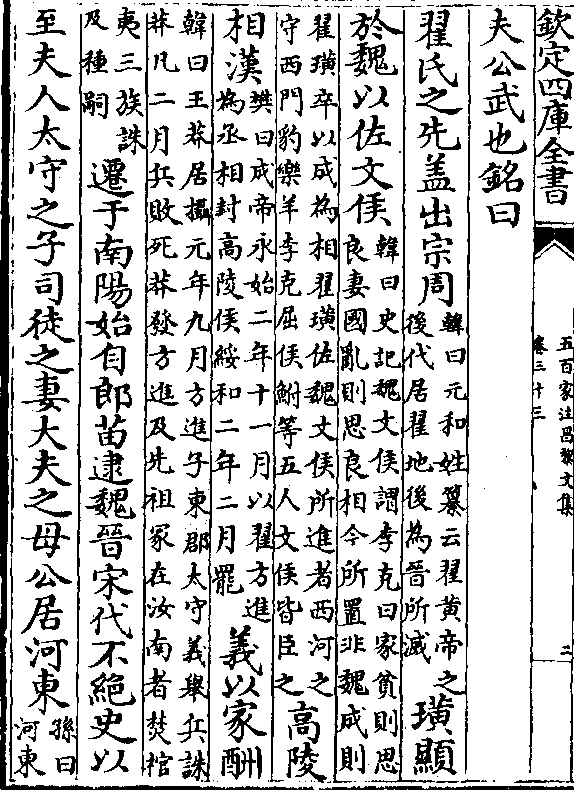 欽定四庫全書
五百家注昌黎文集
卷三十三
二
夫公武也銘曰
翟氏之先盖出宗周韓曰元和姓纂云翟黄帝之後代居翟地後為晉所滅璜顯
於魏以佐文侯韓曰史記魏文侯謂李克曰家貧則思良妻國亂則思良相今所置非魏成則
翟璜卒以成為相翟璜佐魏文侯所進者西河之守西門豹樂羊李克屈侯鮒等五人文侯皆臣之高陵
相漢樊曰成帝永始二年十一月以翟方進為丞相封高陵侯綏和二年二月罷義以家酬
韓曰王莽居攝元年九月方進子東郡太守義舉兵誅莽凡二月兵敗死莽發方進及先祖冢在汝南者焚棺
夷三族誅及種嗣遷于南陽始自郎苗逮魏晉宋代不絶史以
至夫人太守之子司徒之妻大夫之母公居河東孫曰河東